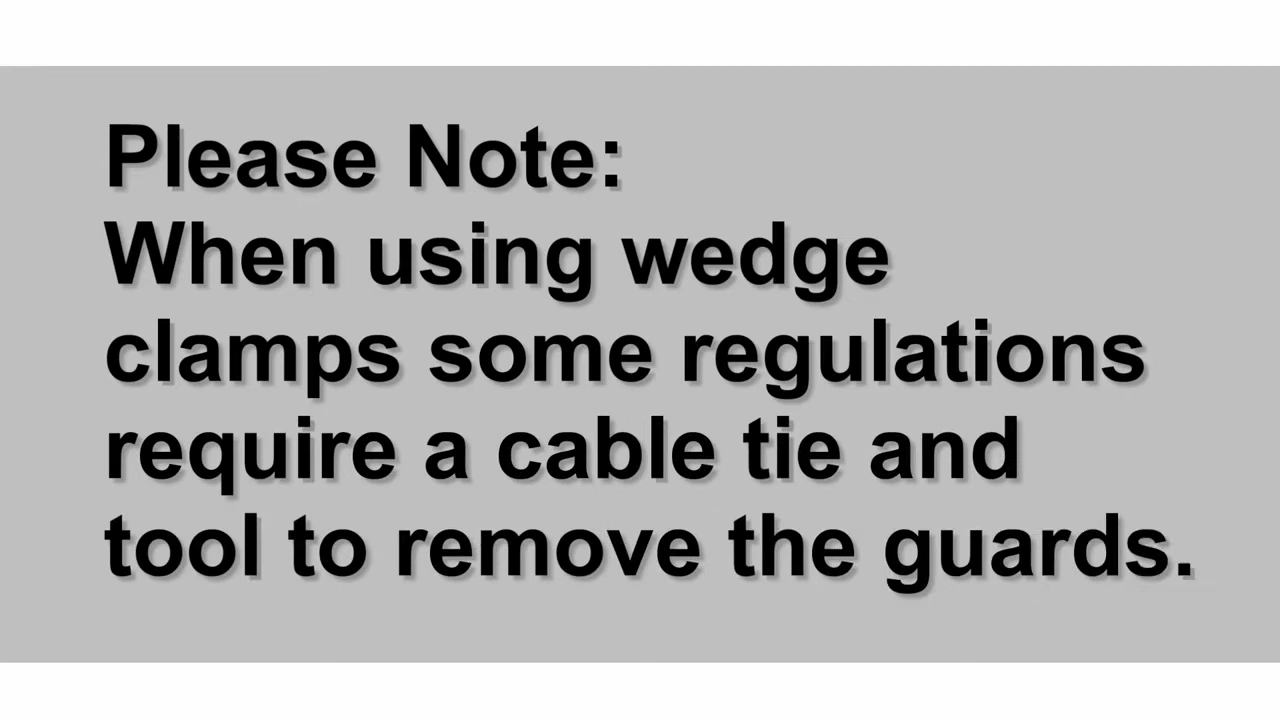 Please Note:
When using wedge
clamps some regulations
require a cable tie and
tool to remove the guards.